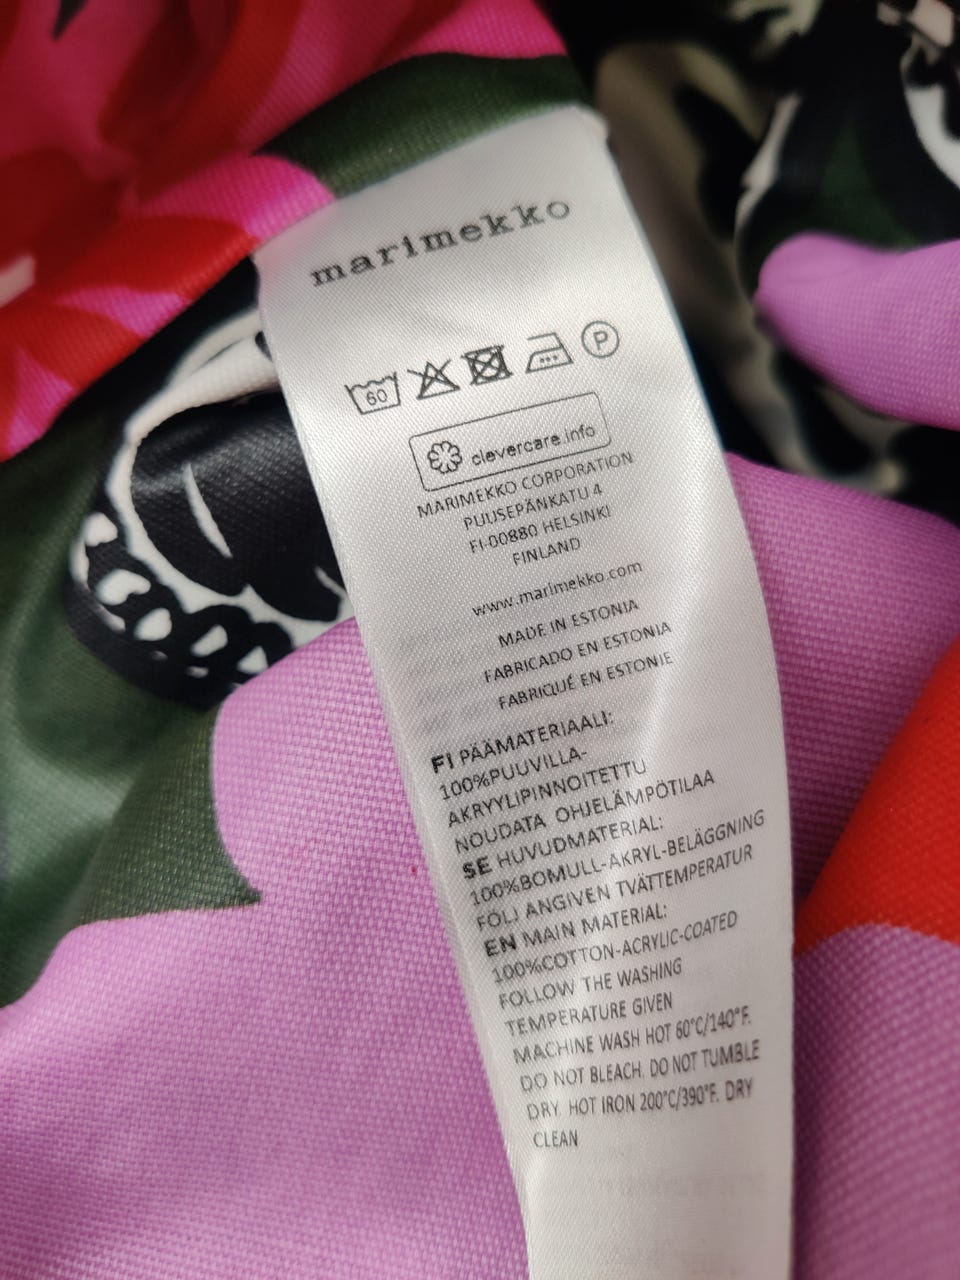 marimekko
60
P
clevercare.info
MARIMEKKO CORPORATION
PUUSEPÄNKATU 4
FI-00880 HELSINKI
FINLAND
www.marimekko.com
MADE IN ESTONIA
FABRICADO EN ESTONIA
FABRIQUÉ EN ESTONIE
FI PÄÄMATERIAALI:
100%PUUVILLA-
AKRYYLIPINNOITETTU
NOUDATA OHJELÄMPÖTILAA
SE HUVUDMATERIAL:
100%BOMULL-AKRYL-BELÄGGNING
FÖLJ ANGIVEN TVÄTTEMPERATUR
EN MAIN MATERIAL:
100%COTTON-ACRYLIC-COATED
FOLLOW THE WASHING
TEMPERATURE GIVEN
MACHINE WASH HOT 60°C/140°F.
DO NOT BLEACH. DO NOT TUMBLE
DRY. HOT IRON 200°C/390°F. DRY
CLEAN